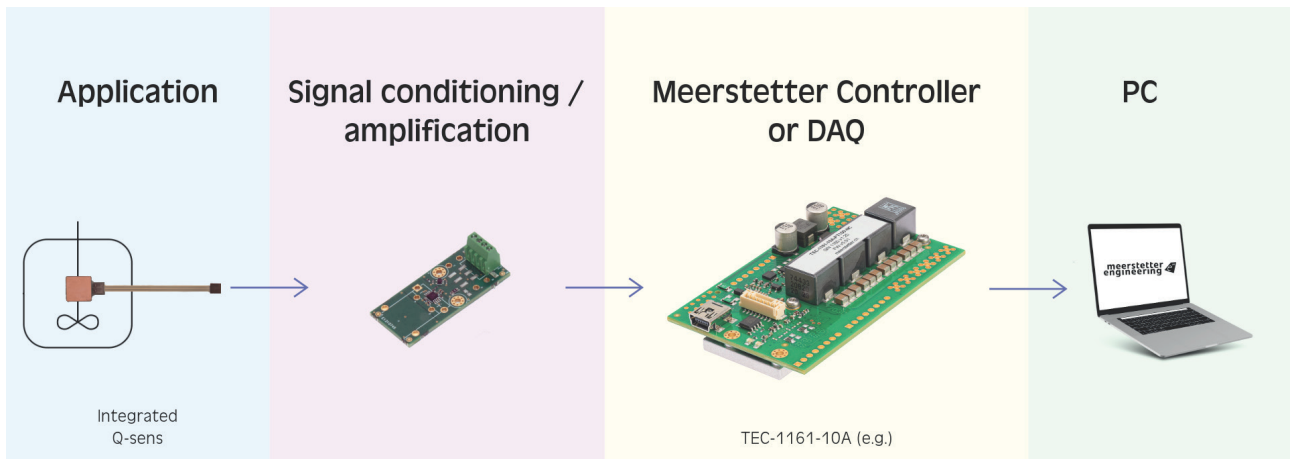 Application
Signal conditioning /
amplification
Meerstetter Controller
or DAQ
PC
meerstetter
engineering
Integrated
Q-sens
TEC-1161-10A (e.g.)